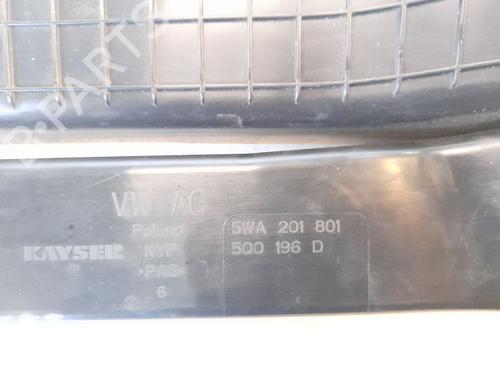 B-PARTS
VW AG
Poland
KAYSER KYP
>PA6
6
5WA 201 801
5Q0 196 D